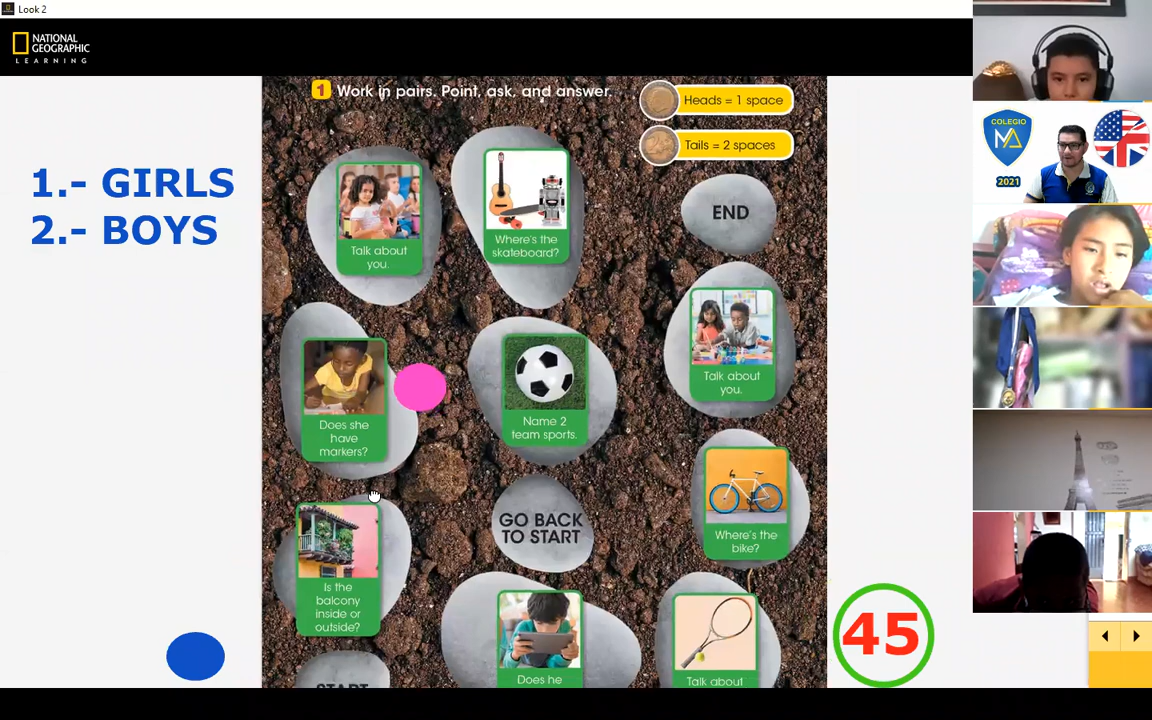 Look 2
NATIONAL
GEOGRAPHIC
LEARNING
1 Work in pairs. Point, ask, and answer.
Heads = 1 space
Tails = 2 spaces
1.- GIRLS
2.- BOYS
Talk about
you.
Where's the
skateboard?
END
Does she
have
markers?
Name 2
team sports.
Talk about
you.
Is the
balcony
inside or
outside?
GO BACK
TO START
Where's the
bike?
START
Does he
Talk about
45
COLEGIO
MA
2021